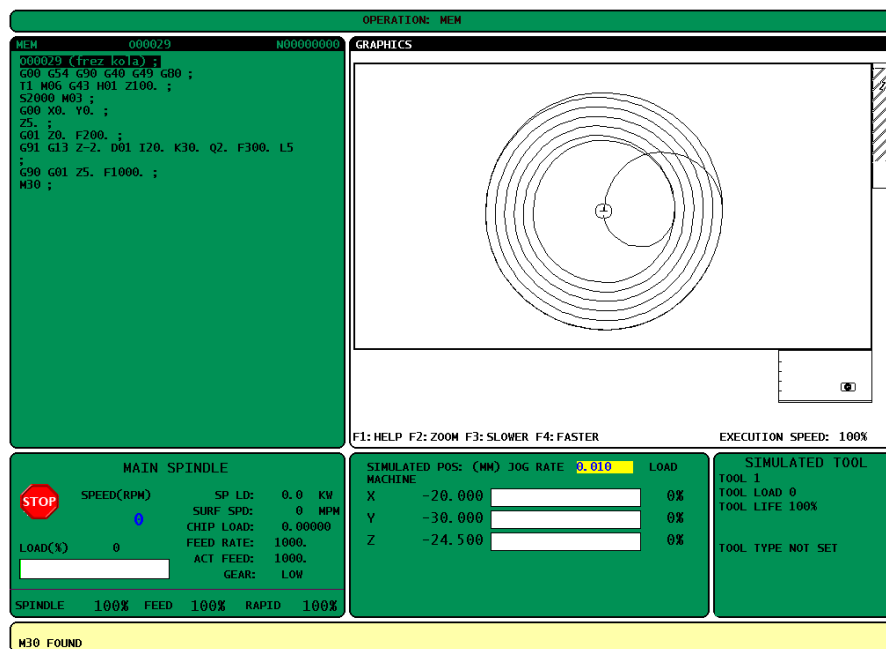 OPERATION: MEM
MEM O00029 N00000000
O00029 (frez kola) ;
G00 G54 G90 G40 G49 G80 ;
T1 M06 G43 H01 Z100. ;
S2000 M03 ;
G00 X0. Y0. ;
Z5. ;
G01 Z0. F200. ;
G91 G13 Z-2. D01 I20. K30. Q2. F300. L5
;
G90 G01 Z5. F1000. ;
M30 ;
GRAPHICS
F1:HELP F2:ZOOM F3:SLOWER F4:FASTER EXECUTION SPEED: 100%
MAIN SPINDLE
STOP
SPEED(RPM)
0
LOAD(%) 0
SP LD: 0.0 KW
SURF SPD: 0 MPM
CHIP LOAD: 0.00000
FEED RATE: 1000.
ACT FEED: 1000.
GEAR: LOW
SPINDLE 100% FEED 100% RAPID 100%
SIMULATED POS: (MM) JOG RATE 0.010 LOAD
MACHINE
X -20.000 0%
Y -30.000 0%
Z -24.500 0%
SIMULATED TOOL
TOOL 1
TOOL LOAD 0
TOOL LIFE 100%
TOOL TYPE NOT SET
M30 FOUND